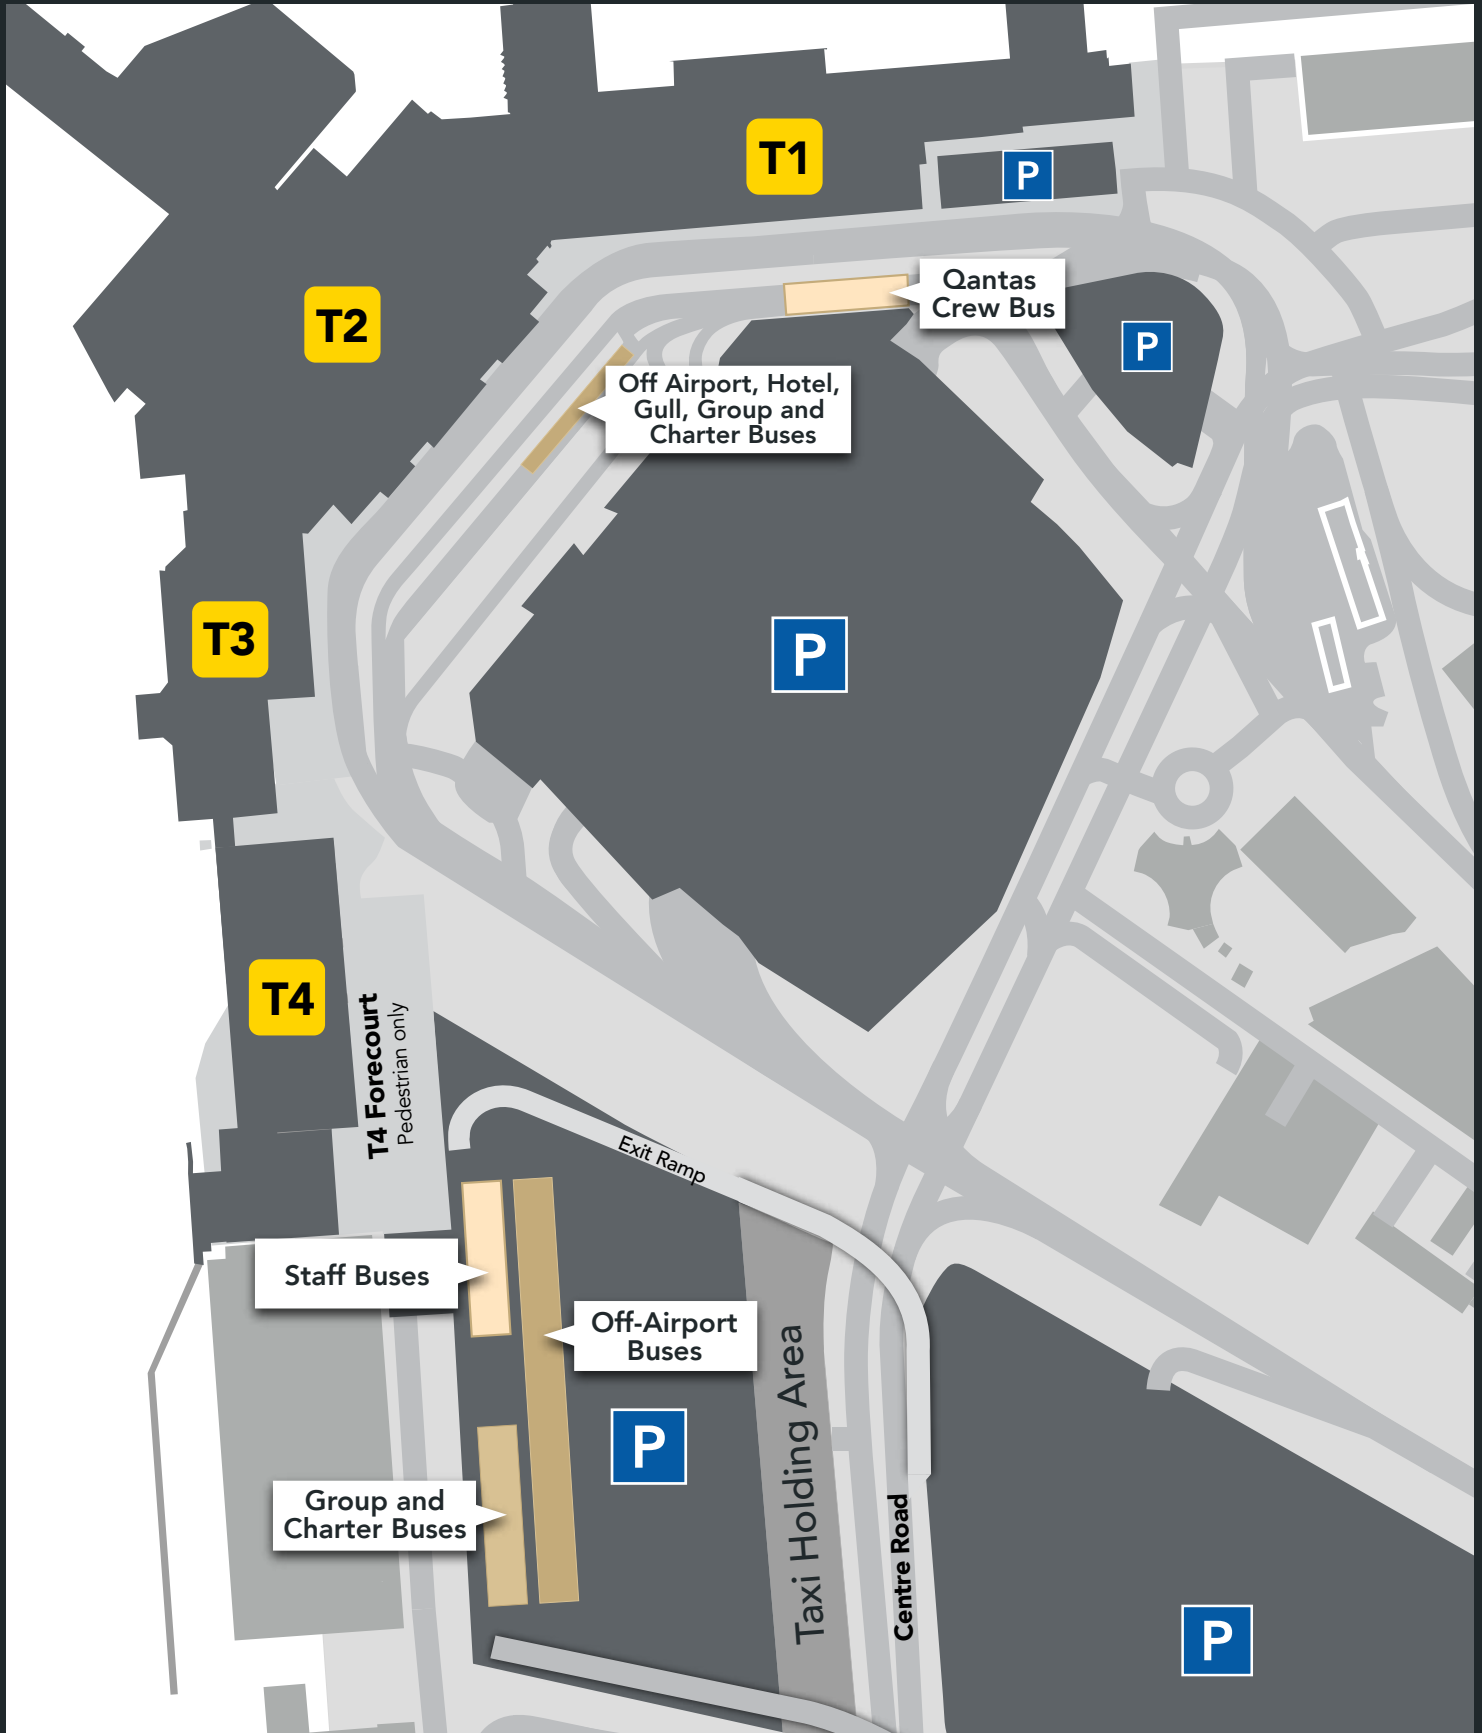 T1
P
Qantas
Crew Bus
T2
P
Off Airport, Hotel,
Gull, Group and
Charter Buses
T3
P
T4
T4 Forecourt
Pedestrian only
Exit Ramp
Staff Buses
Off-Airport
Buses
P
Taxi Holding Area
Group and
Charter Buses
Centre Road
P